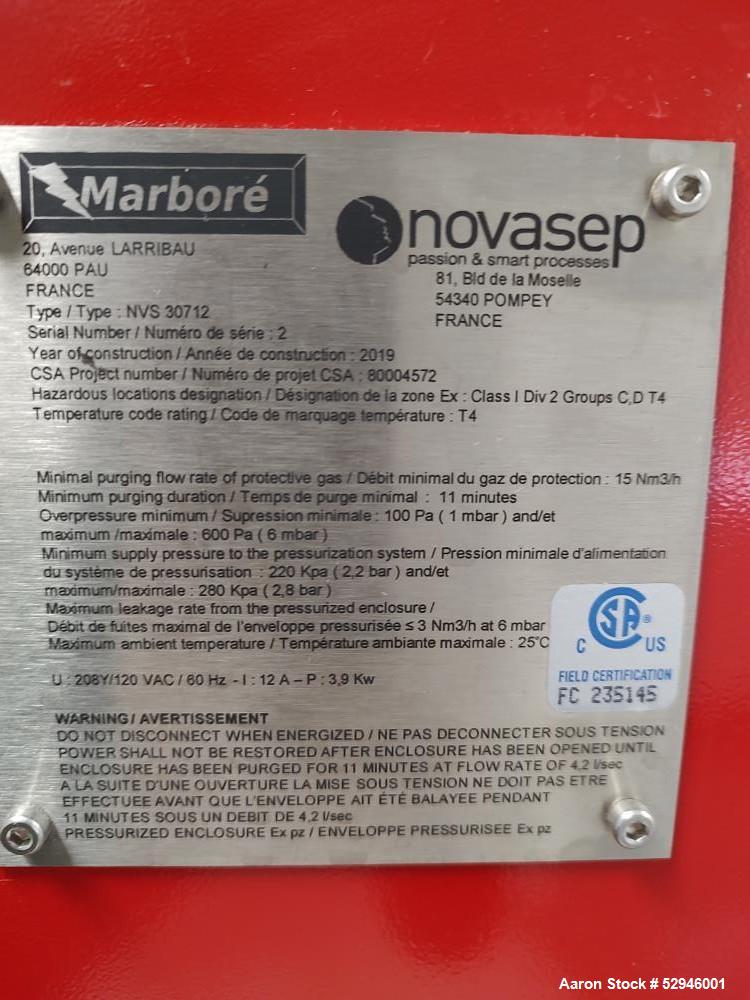 Marboré
20, Avenue LARRIBAU
64000 PAU
FRANCE
novasep
passion & smart processes
81, Bld de la Moselle
54340 POMPEY
FRANCE
Type / Type : NVS 30712
Serial Number / Numéro de série : 2
Year of construction / Année de construction : 2019
CSA Project number / Numéro de projet CSA : 80004572
Hazardous locations designation / Désignation de la zone Ex : Class I Div 2 Groups C,D T4
Temperature code rating / Code de marquage température : T4
Minimal purging flow rate of protective gas / Débit minimal du gaz de protection : 15 Nm3/h
Minimum purging duration / Temps de purge minimal : 11 minutes
Overpressure minimum / Supression minimale : 100 Pa ( 1 mbar ) and/et
maximum /maximale : 600 Pa ( 6 mbar )
Minimum supply pressure to the pressurization system / Pression minimale d'alimentation
du système de pressurisation : 220 Kpa ( 2,2 bar ) and/et
maximum/maximale : 280 Kpa ( 2,8 bar )
Maximum leakage rate from the pressurized enclosure /
Débit de fuites maximal de l'enveloppe pressurisée ≤ 3 Nm3/h at 6 mbar
Maximum ambient temperature / Température ambiante maximale : 25°C
U : 208Y/120 VAC / 60 Hz - I : 12 A – P : 3,9 Kw
C SA ® US
FIELD CERTIFICATION
FC 235145
WARNING / AVERTISSEMENT
DO NOT DISCONNECT WHEN ENERGIZED / NE PAS DECONNECTER SOUS TENSION
POWER SHALL NOT BE RESTORED AFTER ENCLOSURE HAS BEEN OPENED UNTIL
ENCLOSURE HAS BEEN PURGED FOR 11 MINUTES AT FLOW RATE OF 4,2 l/sec
A LA SUITE D'UNE OUVERTURE LA MISE SOUS TENSION NE DOIT PAS ETRE
EFFECTUEE AVANT QUE L'ENVELOPPE AIT ÉTÉ BALAYEE PENDANT
11 MINUTES SOUS UN DEBIT DE 4,2 l/sec
PRESSURIZED ENCLOSURE Ex pz / ENVELOPPE PRESSURISEE Ex pz
Aaron Stock # 52946001